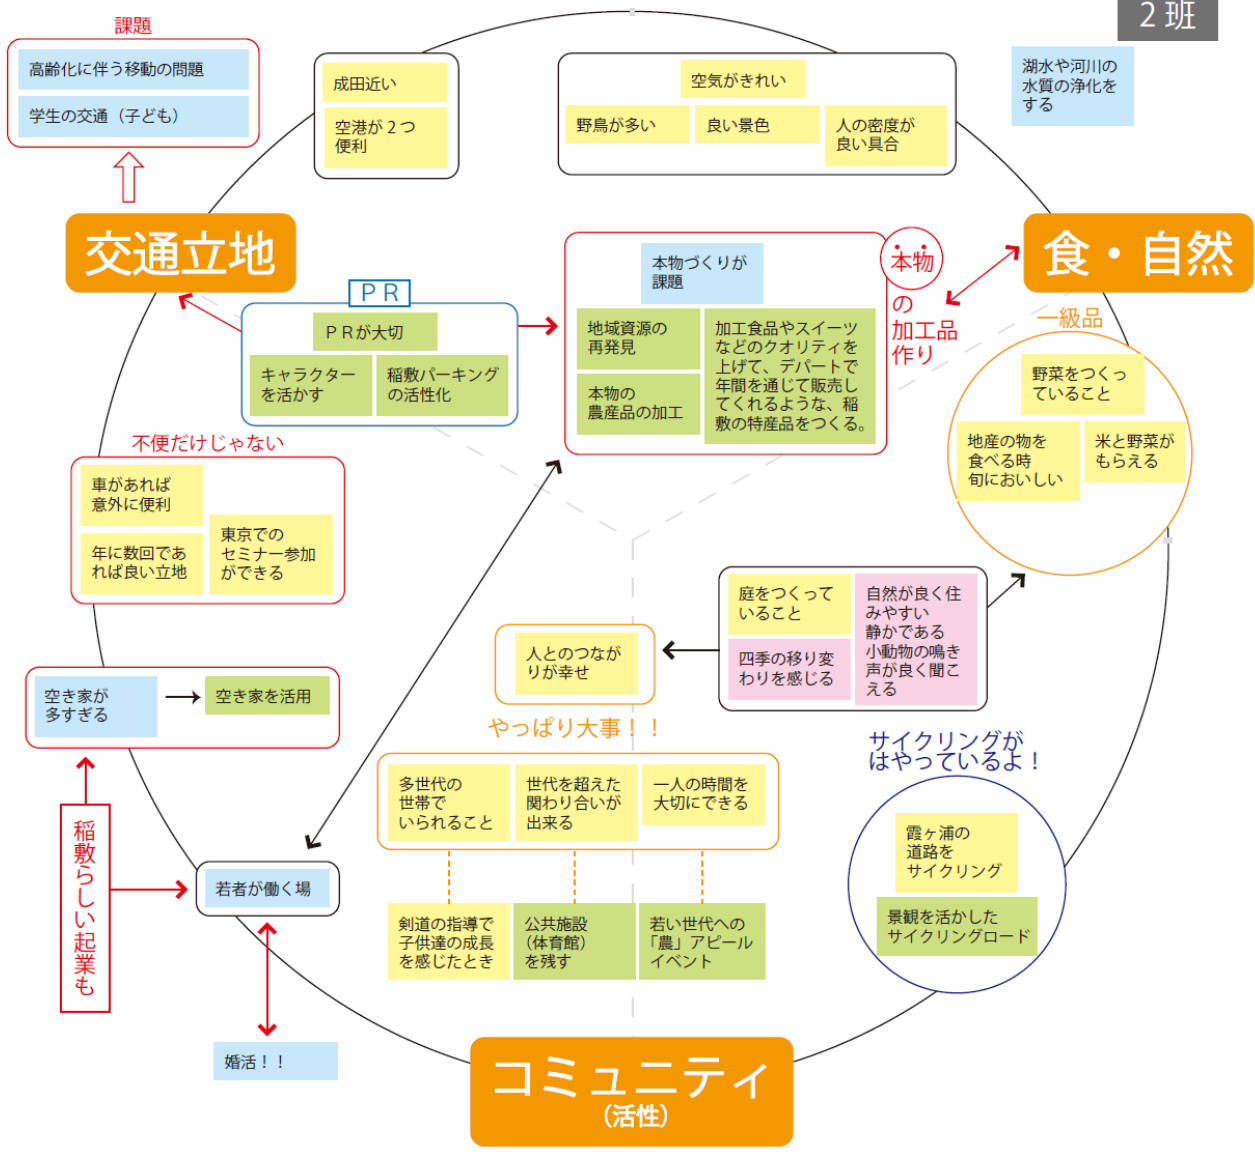 2 班
課題
高齢化に伴う移動の問題
学生の交通（子ども）
成田近い
空港が 2 つ
便利
空気がきれい
野鳥が多い
良い景色
人の密度が
良い具合
湖水や河川の
水質の浄化を
する
交通立地
食・自然
ＰＲ
ＰＲが大切
キャラクター
を活かす
稲敷パーキング
の活性化
本物づくりが
課題
地域資源の
再発見
本物の
農産品の加工
加工食品やスイーツ
などのクオリティを
上げて、デパートで
年間を通じて販売し
てくれるような、稲
敷の特産品をつくる。
本物
の
加工品
作り
一級品
野菜をつくっ
ていること
地産の物を
食べる時
旬においしい
米と野菜が
もらえる
不便だけじゃない
車があれば
意外に便利
年に数回であ
れば良い立地
東京での
セミナー参加
ができる
庭をつくって
いること
四季の移り変
わりを感じる
自然が良く住
みやすい
静かである
小動物の鳴き
声が良く聞こ
える
人とのつなが
りが幸せ
やっぱり大事！！
空き家が
多すぎる
空き家を活用
多世代の
世帯で
いられること
世代を超えた
関わり合いが
出来る
一人の時間を
大切にできる
サイクリングが
はやっているよ！
霞ヶ浦の
道路を
サイクリング
景観を活かした
サイクリングロード
稲敷らしい起業も
若者が働く場
剣道の指導で
子供達の成長
を感じたとき
公共施設
（体育館）
を残す
若い世代への
「農」アピール
イベント
婚活！！
コミュニティ
（活性）